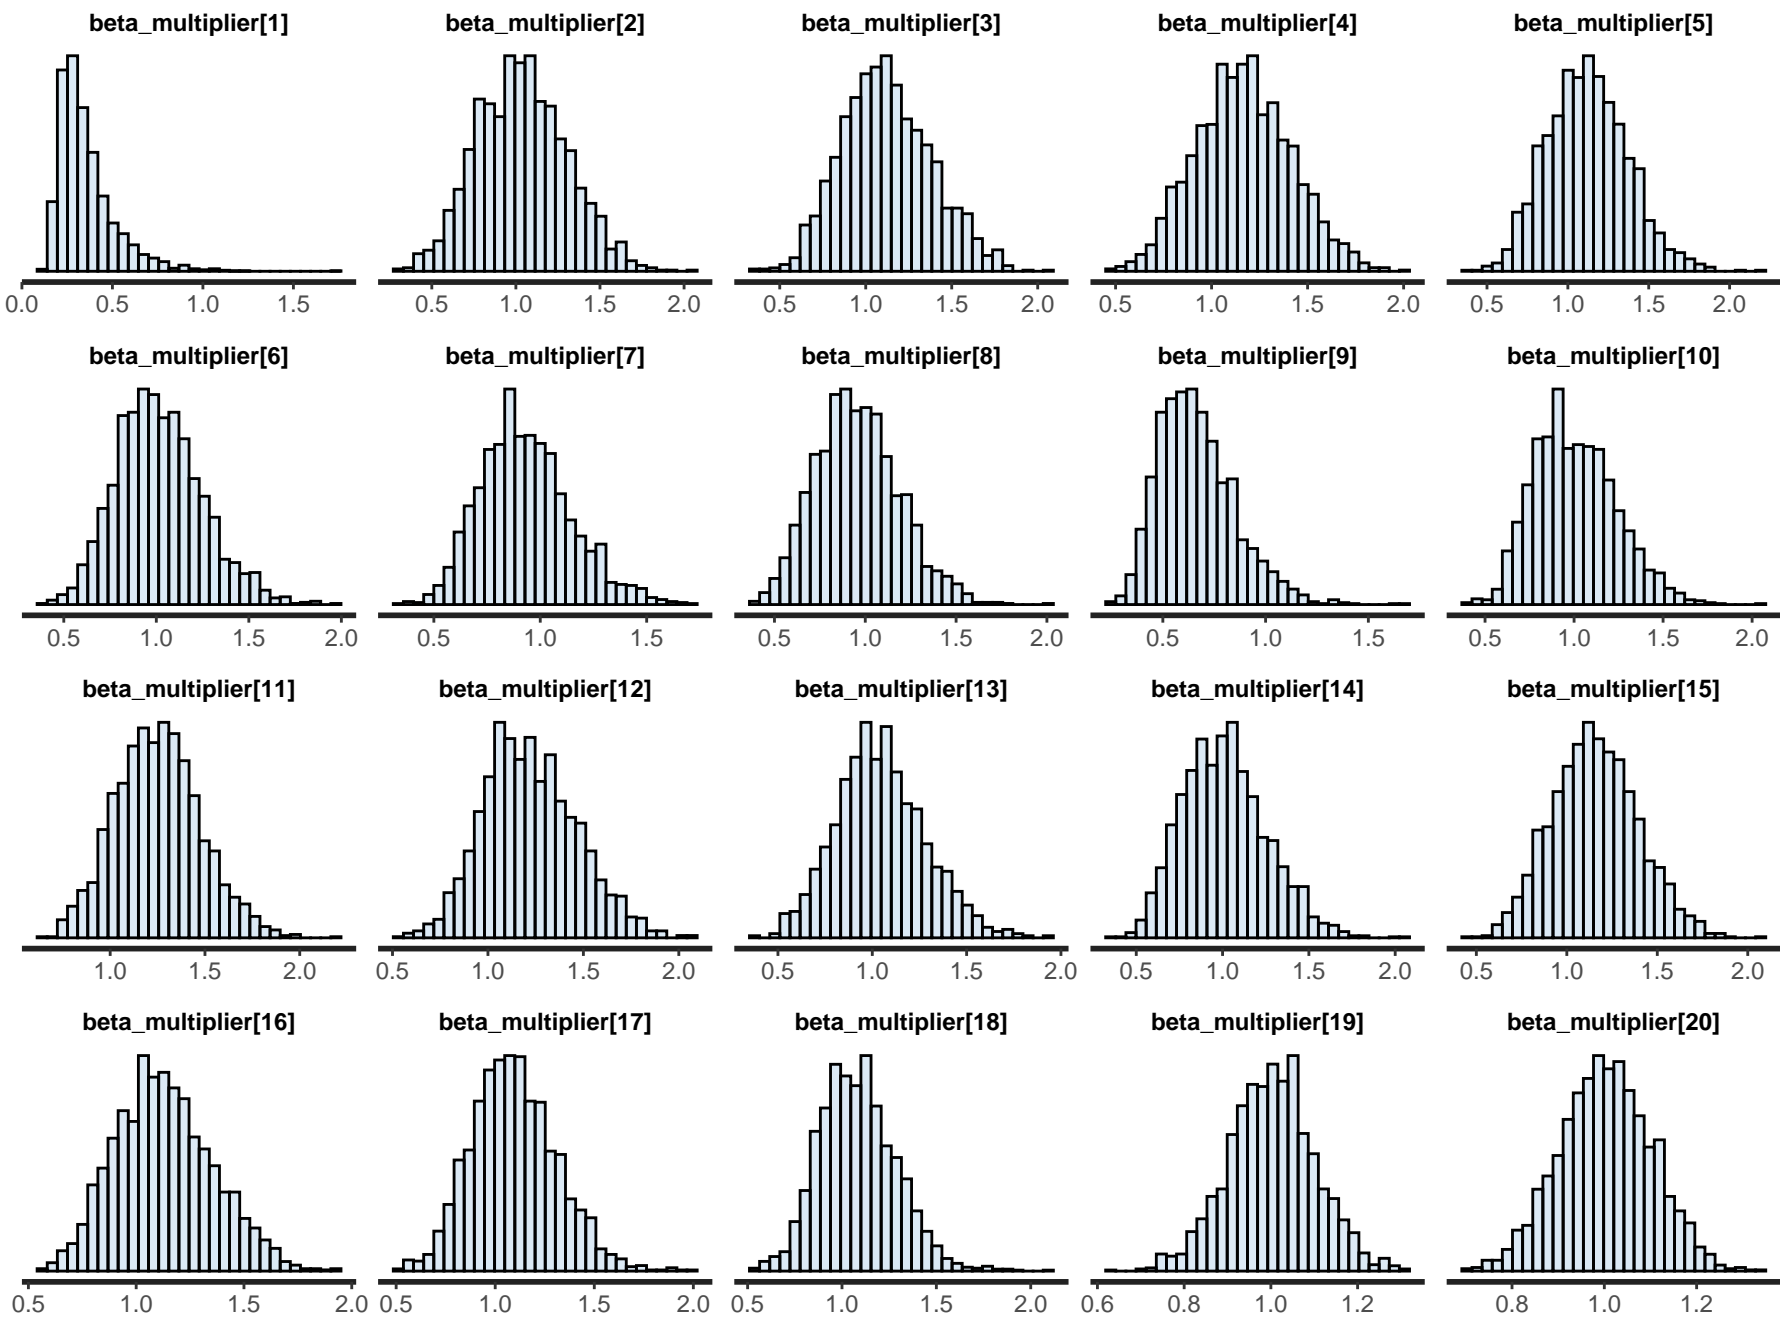 beta_multiplier[1] beta_multiplier[2] beta_multiplier[3] beta_multiplier[4] beta_multiplier[5]
0.0 0.5 1.0 1.5 0.5 1.0 1.5 2.0 0.5 1.0 1.5 2.0 0.5 1.0 1.5 2.0 0.5 1.0 1.5 2.0
beta_multiplier[6] beta_multiplier[7] beta_multiplier[8] beta_multiplier[9] beta_multiplier[10]
0.5 1.0 1.5 2.0 0.5 1.0 1.5 0.5 1.0 1.5 2.0 0.5 1.0 1.5 0.5 1.0 1.5 2.0
beta_multiplier[11] beta_multiplier[12] beta_multiplier[13] beta_multiplier[14] beta_multiplier[15]
1.0 1.5 2.0 0.5 1.0 1.5 2.0 0.5 1.0 1.5 2.0 0.5 1.0 1.5 2.0 0.5 1.0 1.5 2.0
beta_multiplier[16] beta_multiplier[17] beta_multiplier[18] beta_multiplier[19] beta_multiplier[20]
0.5 1.0 1.5 2.0 0.5 1.0 1.5 2.0 0.5 1.0 1.5 2.0 0.6 0.8 1.0 1.2 0.8 1.0 1.2